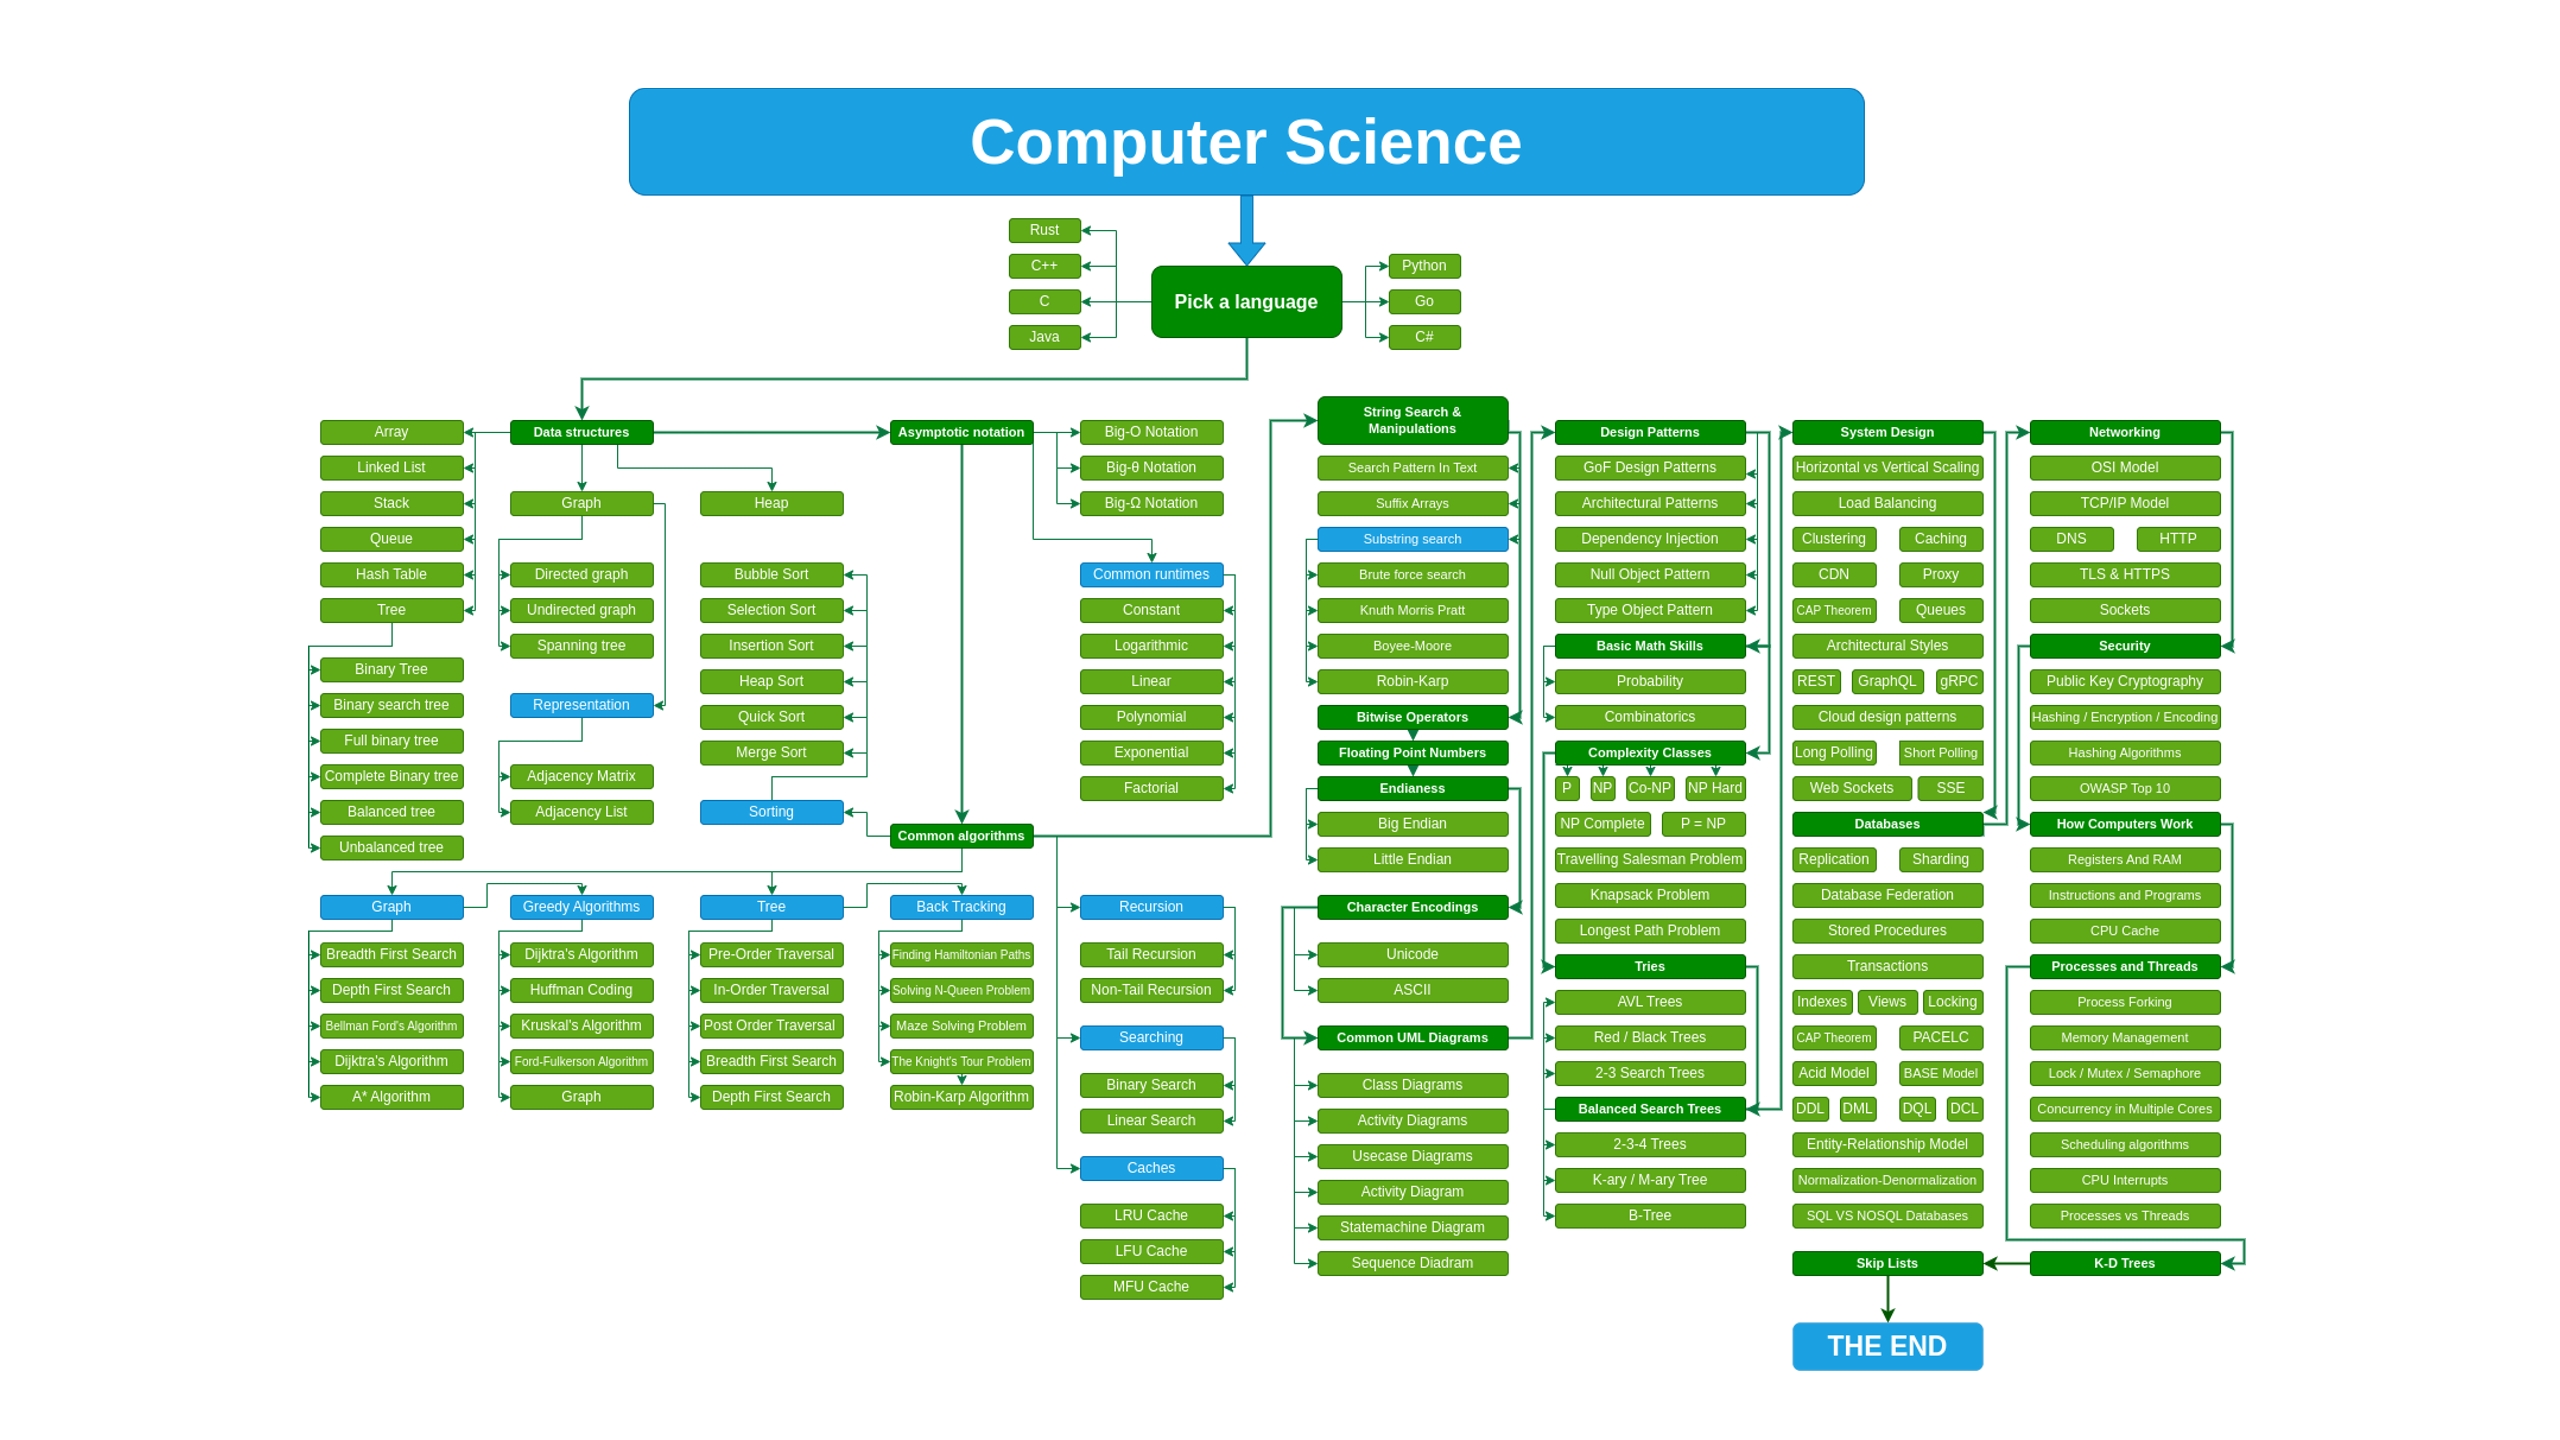 Computer Science
Rust
C++
C
Java
Pick a language
Python
Go
C#
Array
Linked List
Stack
Queue
Hash Table
Tree
Binary Tree
Binary search tree
Full binary tree
Complete Binary tree
Balanced tree
Unbalanced tree
Data structures
Graph
Directed graph
Undirected graph
Spanning tree
Representation
Adjacency Matrix
Adjacency List
Heap
Bubble Sort
Selection Sort
Insertion Sort
Heap Sort
Quick Sort
Merge Sort
Sorting
Asymptotic notation
Common algorithms
Big-O Notation
Big-θ Notation
Big-Ω Notation
Common runtimes
Constant
Logarithmic
Linear
Polynomial
Exponential
Factorial
Graph
Breadth First Search
Depth First Search
Bellman Ford's Algorithm
Dijktra's Algorithm
A* Algorithm
Greedy Algorithms
Dijktra's Algorithm
Huffman Coding
Kruskal's Algorithm
Ford-Fulkerson Algorithm
Graph
Tree
Pre-Order Traversal
In-Order Traversal
Post Order Traversal
Breadth First Search
Depth First Search
Back Tracking
Finding Hamiltonian Paths
Solving N-Queen Problem
Maze Solving Problem
The Knight's Tour Problem
Robin-Karp Algorithm
Recursion
Tail Recursion
Non-Tail Recursion
Searching
Binary Search
Linear Search
Caches
LRU Cache
LFU Cache
MFU Cache
String Search &
Manipulations
Search Pattern In Text
Suffix Arrays
Substring search
Brute force search
Knuth Morris Pratt
Boyee-Moore
Robin-Karp
Bitwise Operators
Floating Point Numbers
Endianess
Big Endian
Little Endian
Character Encodings
Unicode
ASCII
Common UML Diagrams
Class Diagrams
Activity Diagrams
Usecase Diagrams
Activity Diagram
Statemachine Diagram
Sequence Diadram
Design Patterns
GoF Design Patterns
Architectural Patterns
Dependency Injection
Null Object Pattern
Type Object Pattern
Basic Math Skills
Probability
Combinatorics
Complexity Classes
P NP Co-NP NP Hard
NP Complete P = NP
Travelling Salesman Problem
Knapsack Problem
Longest Path Problem
Tries
AVL Trees
Red / Black Trees
2-3 Search Trees
Balanced Search Trees
2-3-4 Trees
K-ary / M-ary Tree
B-Tree
System Design
Horizontal vs Vertical Scaling
Load Balancing
Clustering Caching
CDN Proxy
CAP Theorem Queues
Architectural Styles
REST GraphQL gRPC
Cloud design patterns
Long Polling Short Polling
Web Sockets SSE
Databases
Replication Sharding
Database Federation
Stored Procedures
Transactions
Indexes Views Locking
CAP Theorem PACELC
Acid Model BASE Model
DDL DML DQL DCL
Entity-Relationship Model
Normalization-Denormalization
SQL VS NOSQL Databases
Networking
OSI Model
TCP/IP Model
DNS HTTP
TLS & HTTPS
Sockets
Security
Public Key Cryptography
Hashing / Encryption / Encoding
Hashing Algorithms
OWASP Top 10
How Computers Work
Registers And RAM
Instructions and Programs
CPU Cache
Processes and Threads
Process Forking
Memory Management
Lock / Mutex / Semaphore
Concurrency in Multiple Cores
Scheduling algorithms
CPU Interrupts
Processes vs Threads
K-D Trees
Skip Lists
THE END